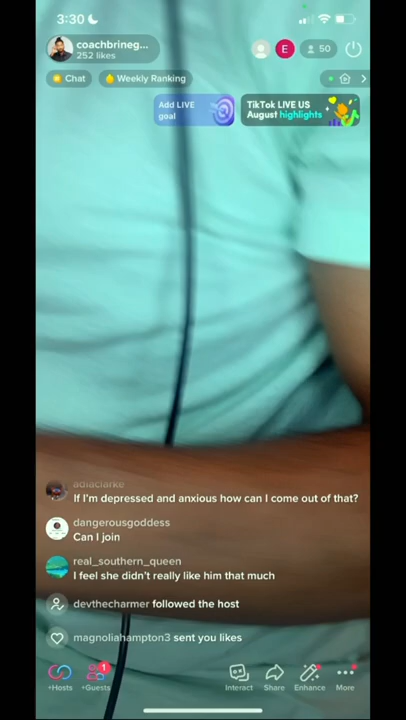 3:30
coachbrineg...
252 likes
E
50
Chat
Weekly Ranking
Add LIVE
goal
TikTok LIVE US
August highlights
adiaclarke
If I'm depressed and anxious how can I come out of that?
dangerousgoddess
Can I join
real_southern_queen
I feel she didn't really like him that much
devthecharmer followed the host
magnoliahampton3 sent you likes
1
+Hosts
+Guests
Interact
Share
Enhance
More